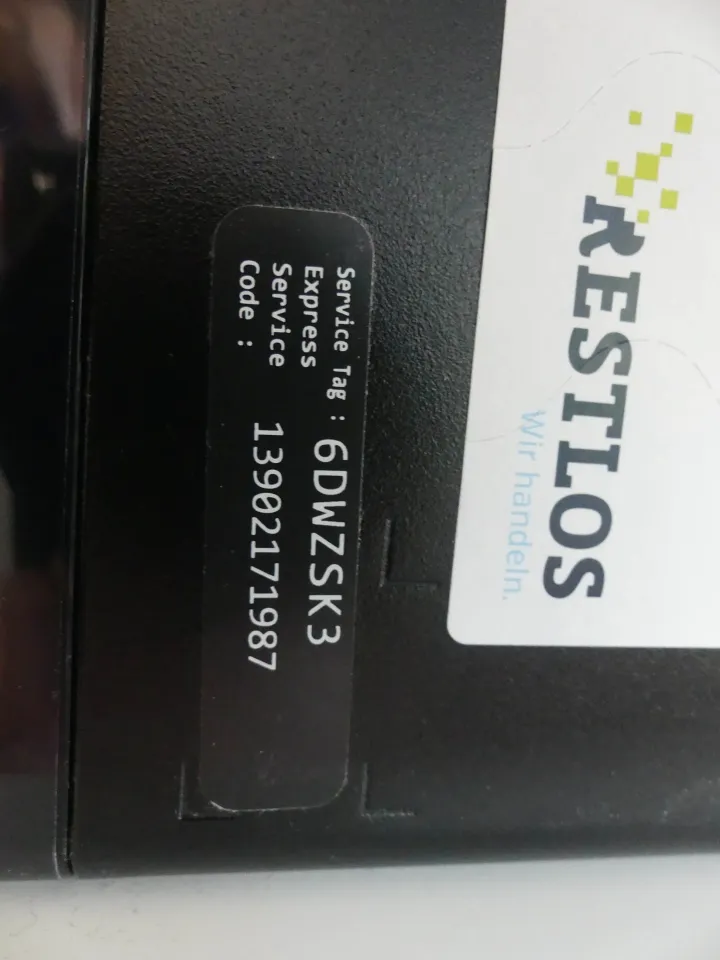 Service Tag : 6DWZSK3
Express
Service
Code : 13902171987
RESTLOS
Wir handeln.